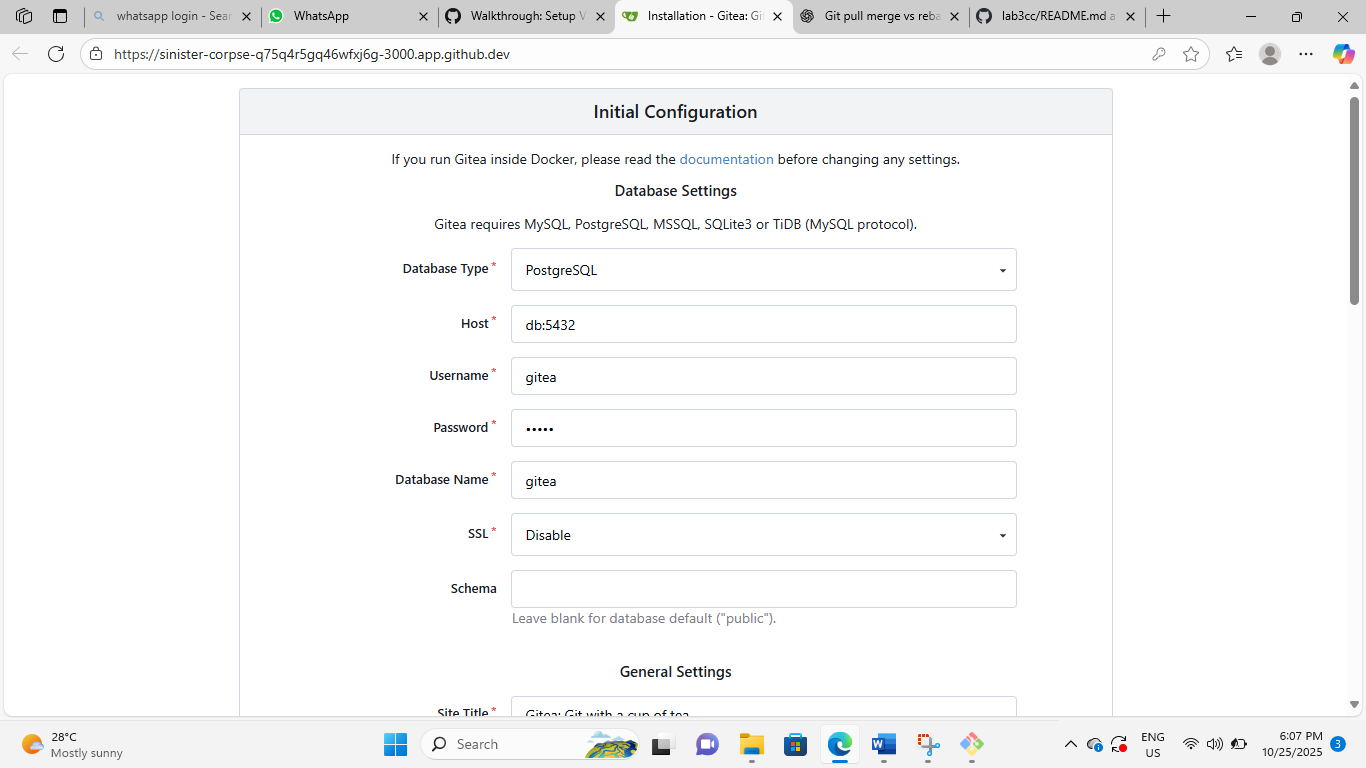 whatsapp login - Sear
WhatsApp
Walkthrough: Setup V
Installation - Gitea: Git
Git pull merge vs reba
lab3cc/README.md a
https://sinister-corpse-q75q4r5gq46wfxj6g-3000.app.github.dev
Initial Configuration
If you run Gitea inside Docker, please read the documentation before changing any settings.
Database Settings
Gitea requires MySQL, PostgreSQL, MSSQL, SQLite3 or TiDB (MySQL protocol).
Database Type * PostgreSQL
Host * db:5432
Username * gitea
Password * •••••
Database Name * gitea
SSL * Disable
Schema
Leave blank for database default ("public").
General Settings
Site Title * Gitea: Git with a cup of tea
28°C
Mostly sunny
Search
ENG
US
6:07 PM
10/25/2025
3